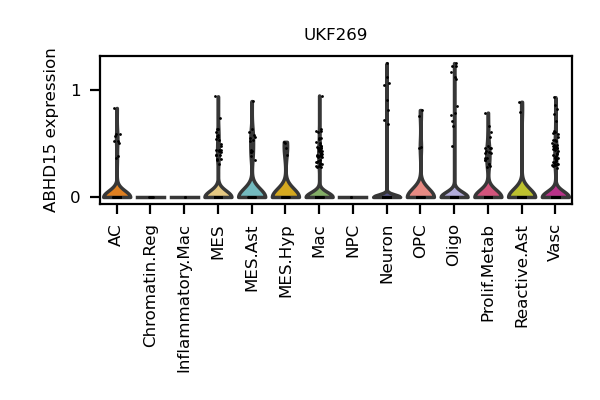 UKF269
ABHD15 expression
1
0
AC
Chromatin.Reg
Inflammatory.Mac
MES
MES.Ast
MES.Hyp
Mac
NPC
Neuron
OPC
Oligo
Prolif.Metab
Reactive.Ast
Vasc